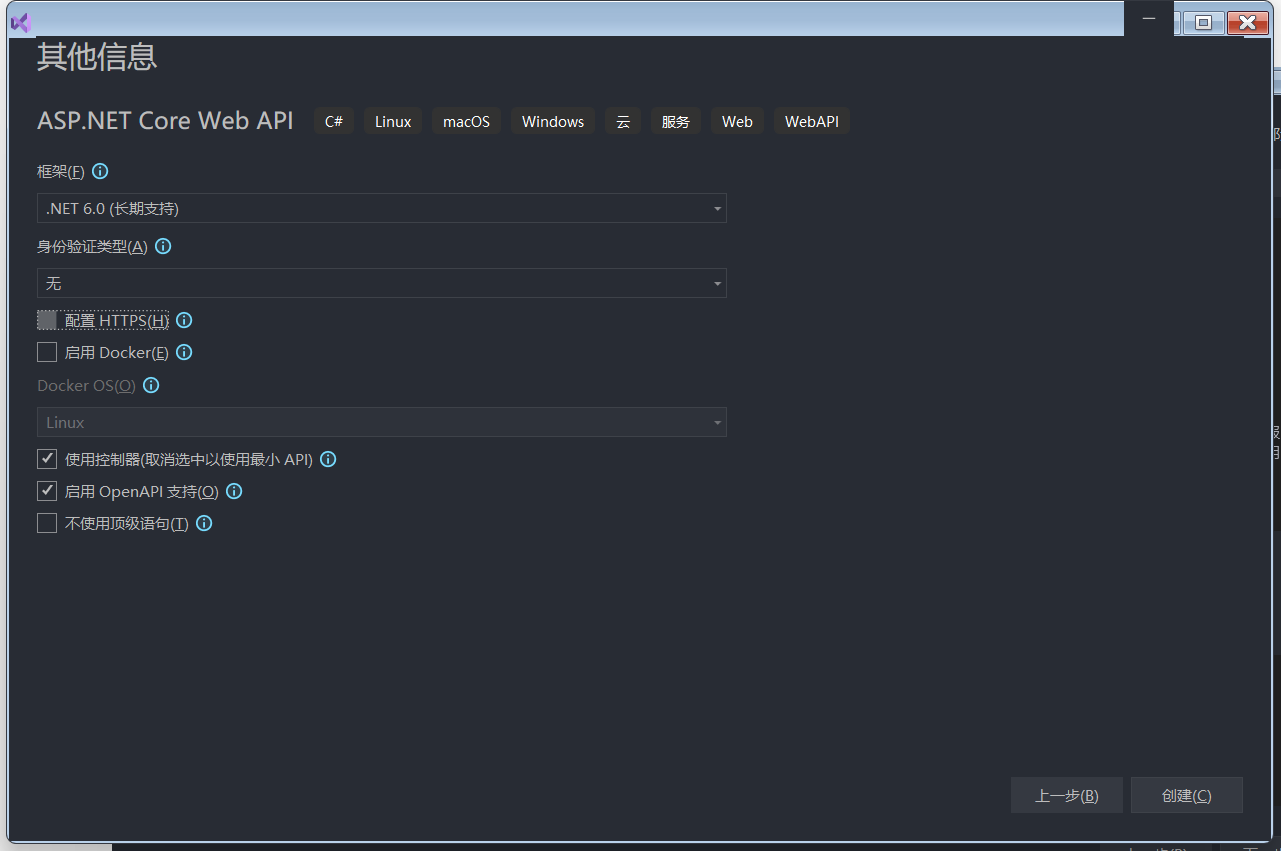 其他信息
ASP.NET Core Web API C# Linux macOS Windows 云 服务 Web WebAPI
框架(F)
.NET 6.0 (长期支持)
身份验证类型(A)
无
配置 HTTPS(H)
启用 Docker(E)
Docker OS(O)
Linux
使用控制器(取消选中以使用最小 API)
启用 OpenAPI 支持(O)
不使用顶级语句(T)
上一步(B) 创建(C)